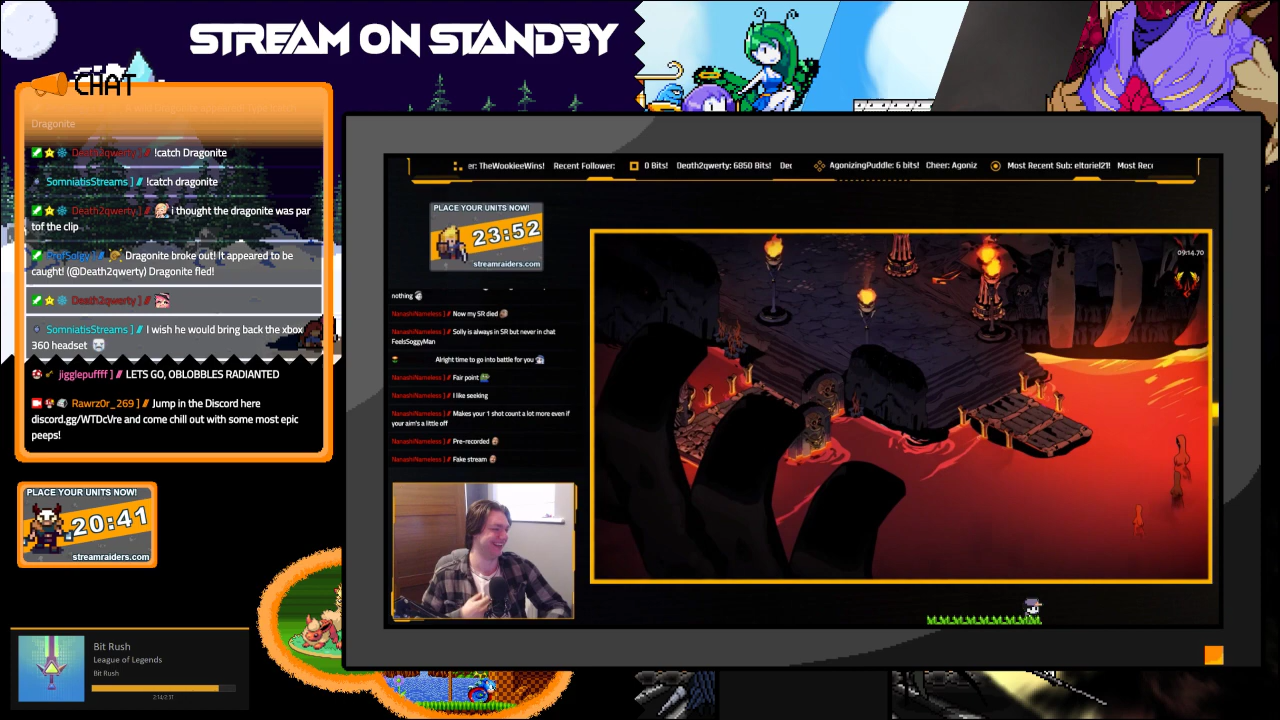 STREAM ON STANDBY
CHAT
Dragonite
Death2qwerty ] // !catch Dragonite
SomniatisStreams ] // !catch dragonite
Death2qwerty ] // i thought the dragonite was par
tof the clip
ProfSolgy ] // Dragonite broke out! It appeared to be
caught! (@Death2qwerty) Dragonite fled!
Death2qwerty ] //
SomniatisStreams ] // I wish he would bring back the xbox
360 headset
jigglepuffff ] // LETS GO, OBLOBBLES RADIANTED
Rawrz0r_269 ] // Jump in the Discord here
discord.gg/WTDcVre and come chill out with some most epic
peeps!
PLACE YOUR UNITS NOW!
20:41
streamraiders.com
Bit Rush
League of Legends
Bit Rush
er: TheWookieeWins! Recent Follower: 0 Bits! Death2qwerty: 6850 Bits! Dec AgonizingPuddle: 6 bits! Cheer: Agoniz Most Recent Sub: eltoriel21! Most Rec
PLACE YOUR UNITS NOW!
23:52
streamraiders.com
nothing
NanashiNameless ] // Now my SR died
NanashiNameless ] // Solly is always in SR but never in chat
FeelsSoggyMan
Alright time to go into battle for you
NanashiNameless ] // Fair point
NanashiNameless ] // I like seeking
NanashiNameless ] // Makes your 1 shot count a lot more even if
your aim's a little off
NanashiNameless ] // Pre-recorded
NanashiNameless ] // Fake stream
09:14.70